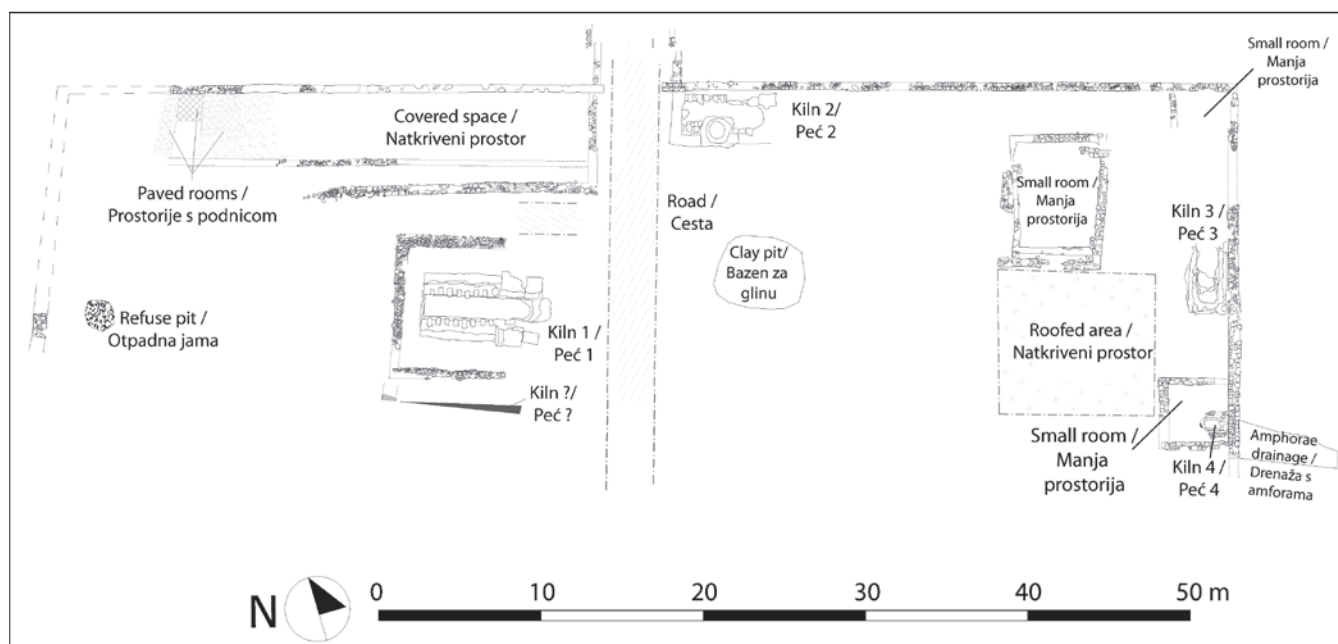 Small room /
Manja
prostorija
Covered space /
Natkriveni prostor
Kiln 2/
Peć 2
Paved rooms /
Prostorije s podnicom
Small room /
Manja
prostorija
Road /
Cesta
Kiln 3 /
Peć 3
Clay pit/
Bazen za
glinu
Refuse pit /
Otpadna jama
Kiln 1 /
Peć 1
Roofed area /
Natkriveni prostor
Kiln ?/
Peć ?
Small room /
Manja
prostorija
Kiln 4 /
Peć 4
Amphorae
drainage /
Drenaža s
amforama
N
0 10 20 30 40 50 m